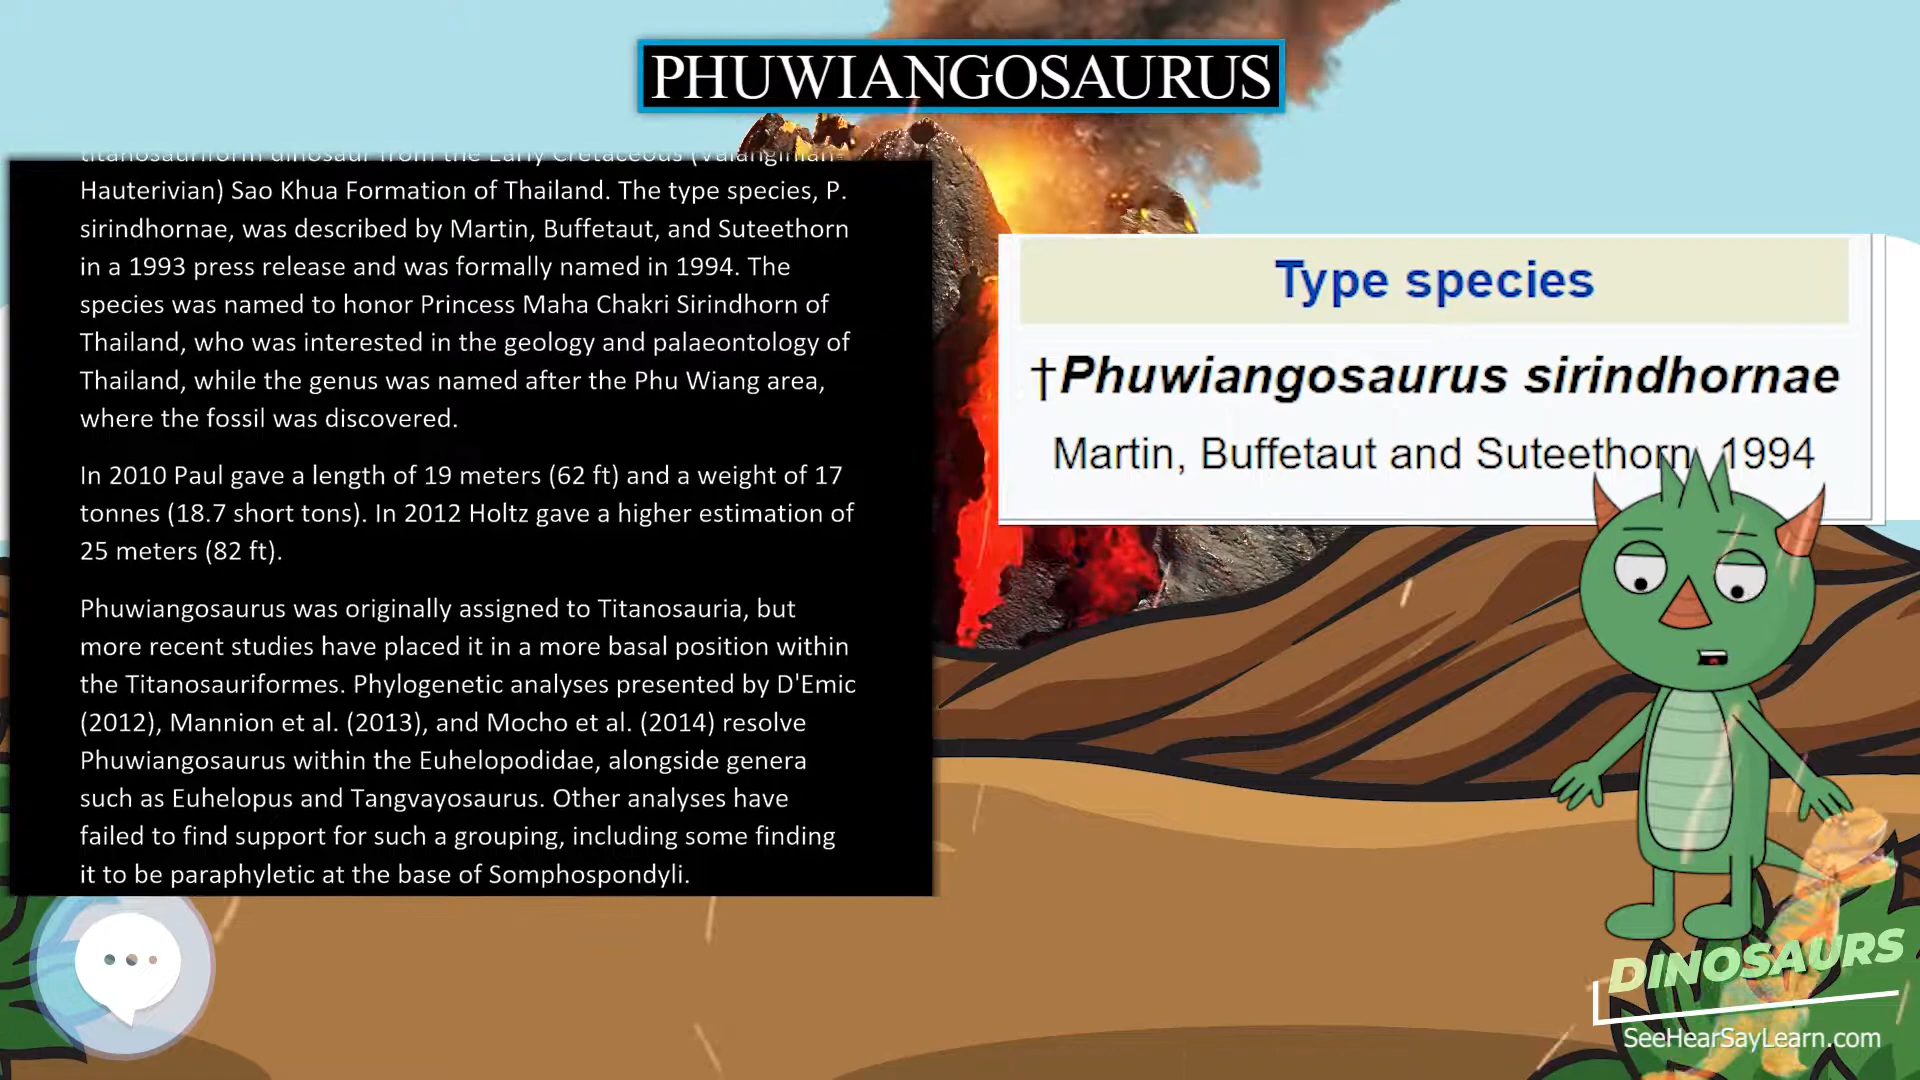 PHUWIANGOSAURUS
titanosauriform dinosaur from the Early Cretaceous (Valanginian-
Hauterivian) Sao Khua Formation of Thailand. The type species, P.
sirindhornae, was described by Martin, Buffetaut, and Suteethorn
in a 1993 press release and was formally named in 1994. The
species was named to honor Princess Maha Chakri Sirindhorn of
Thailand, who was interested in the geology and palaeontology of
Thailand, while the genus was named after the Phu Wiang area,
where the fossil was discovered.
In 2010 Paul gave a length of 19 meters (62 ft) and a weight of 17
tonnes (18.7 short tons). In 2012 Holtz gave a higher estimation of
25 meters (82 ft).
Phuwiangosaurus was originally assigned to Titanosauria, but
more recent studies have placed it in a more basal position within
the Titanosauriformes. Phylogenetic analyses presented by D'Emic
(2012), Mannion et al. (2013), and Mocho et al. (2014) resolve
Phuwiangosaurus within the Euhelopodidae, alongside genera
such as Euhelopus and Tangvayosaurus. Other analyses have
failed to find support for such a grouping, including some finding
it to be paraphyletic at the base of Somphospondyli.
Type species
†Phuwiangosaurus sirindhornae
Martin, Buffetaut and Suteethorn, 1994
DINOSAURS
SeeHearSayLearn.com